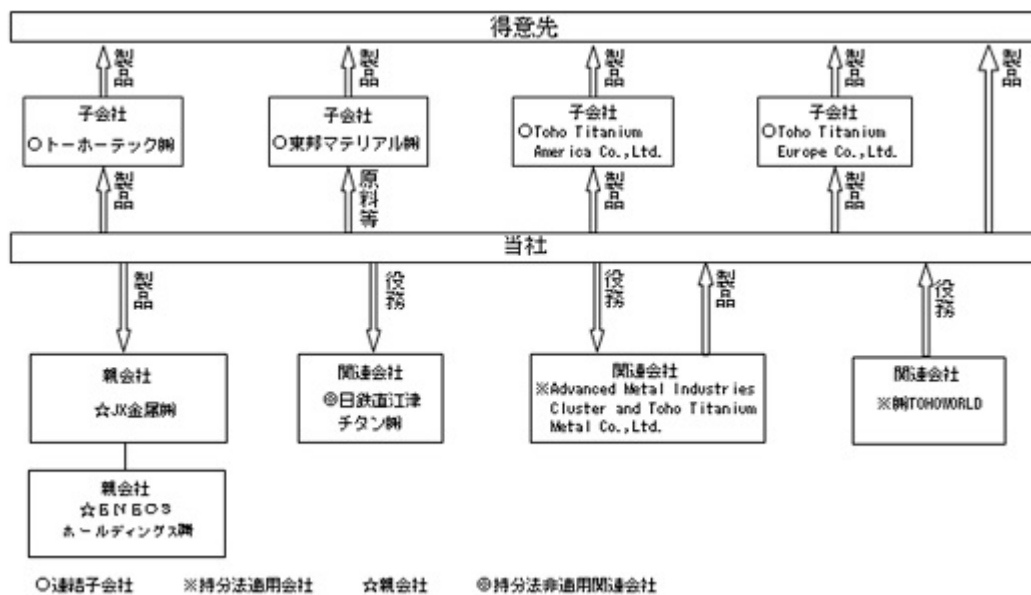 得意先
製品
製品
製品
製品
製品
子会社
○トーホーテック㈱
子会社
○東邦マテリアル㈱
子会社
○Toho Titanium
America Co.,Ltd.
子会社
○Toho Titanium
Europe Co.,Ltd.
製品
原料等
製品
製品
当社
製品
役務
役務
製品
役務
親会社
☆JX金属㈱
関連会社
◎日鉄直江津
チタン㈱
関連会社
※Advanced Metal Industries
Cluster and Toho Titanium
Metal Co.,Ltd.
関連会社
※㈱TOHOWORLD
親会社
☆ENEOS
ホールディングス㈱
○連結子会社 ※持分法適用会社 ☆親会社 ◎持分法非適用関連会社